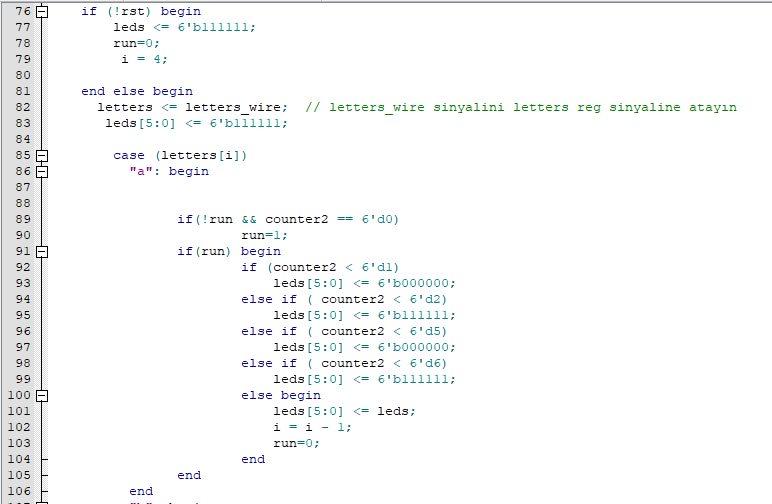 76 if (!rst) begin
77 leds <= 6'b111111;
78 run=0;
79 i = 4;
80
81 end else begin
82 letters <= letters_wire; // letters_wire sinyalini letters reg sinyaline atayın
83 leds[5:0] <= 6'b111111;
84
85 case (letters[i])
86 "a": begin
87
88
89 if(!run && counter2 == 6'd0)
90 run=1;
91 if(run) begin
92 if (counter2 < 6'd1)
93 leds[5:0] <= 6'b000000;
94 else if ( counter2 < 6'd2)
95 leds[5:0] <= 6'b111111;
96 else if ( counter2 < 6'd5)
97 leds[5:0] <= 6'b000000;
98 else if ( counter2 < 6'd6)
99 leds[5:0] <= 6'b111111;
100 else begin
101 leds[5:0] <= leds;
102 i = i - 1;
103 run=0;
104 end
105 end
106 end